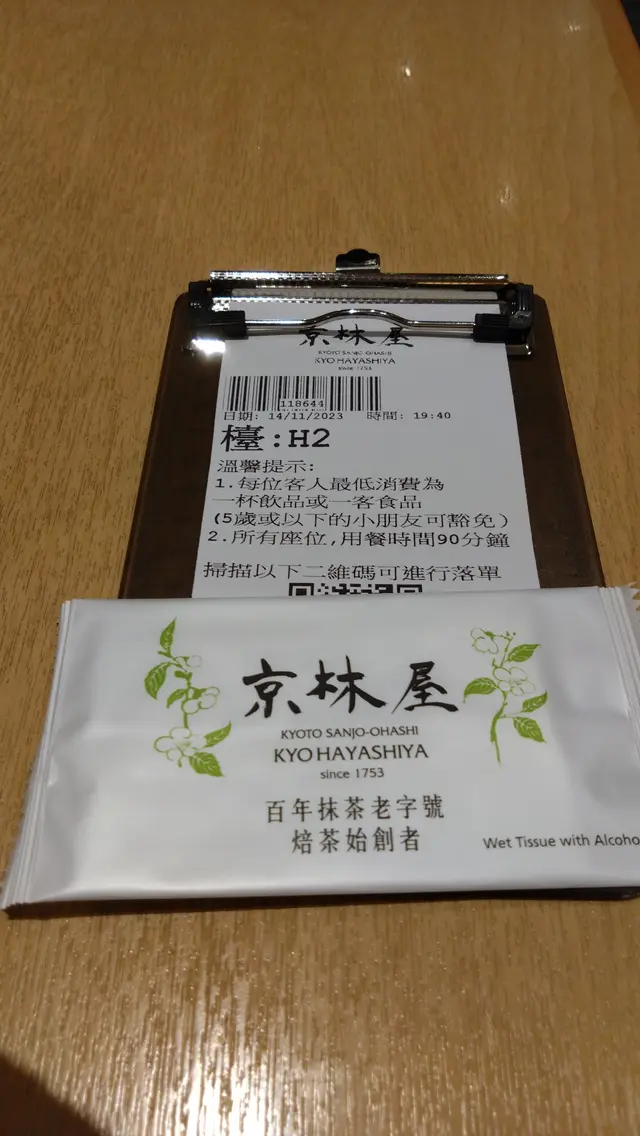 京林屋
KYOTO SANJO-OHASHI
KYO HAYASHIYA
since 1753
118644
日期: 14/11/2023 時間: 19:40
檯:H2
溫馨提示:
1.每位客人最低消費為
一杯飲品或一客食品
(5歲或以下的小朋友可豁免)
2.所有座位,用餐時間90分鐘
掃描以下二維碼可進行落單
京林屋
KYOTO SANJO-OHASHI
KYO HAYASHIYA
since 1753
百年抹茶老字號
焙茶始創者
Wet Tissue with Alcoho